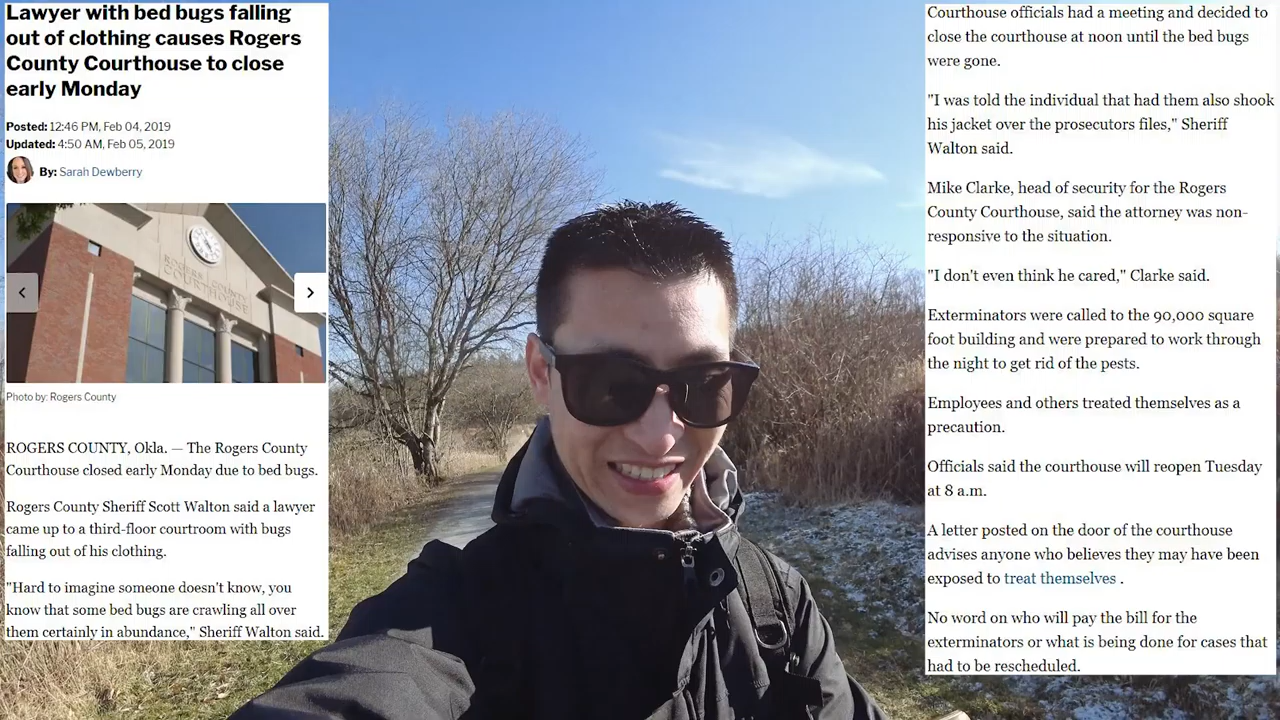 Lawyer with bed bugs falling
out of clothing causes Rogers
County Courthouse to close
early Monday
Posted: 12:46 PM, Feb 04, 2019
Updated: 4:50 AM, Feb 05, 2019
By: Sarah Dewberry
ROGERS COUNTY
COURTHOUSE
Photo by: Rogers County
ROGERS COUNTY, Okla. — The Rogers County
Courthouse closed early Monday due to bed bugs.
Rogers County Sheriff Scott Walton said a lawyer
came up to a third-floor courtroom with bugs
falling out of his clothing.
"Hard to imagine someone doesn't know, you
know that some bed bugs are crawling all over
them certainly in abundance," Sheriff Walton said.
Courthouse officials had a meeting and decided to
close the courthouse at noon until the bed bugs
were gone.
"I was told the individual that had them also shook
his jacket over the prosecutors files," Sheriff
Walton said.
Mike Clarke, head of security for the Rogers
County Courthouse, said the attorney was non-
responsive to the situation.
"I don't even think he cared," Clarke said.
Exterminators were called to the 90,000 square
foot building and were prepared to work through
the night to get rid of the pests.
Employees and others treated themselves as a
precaution.
Officials said the courthouse will reopen Tuesday
at 8 a.m.
A letter posted on the door of the courthouse
advises anyone who believes they may have been
exposed to treat themselves .
No word on who will pay the bill for the
exterminators or what is being done for cases that
had to be rescheduled.